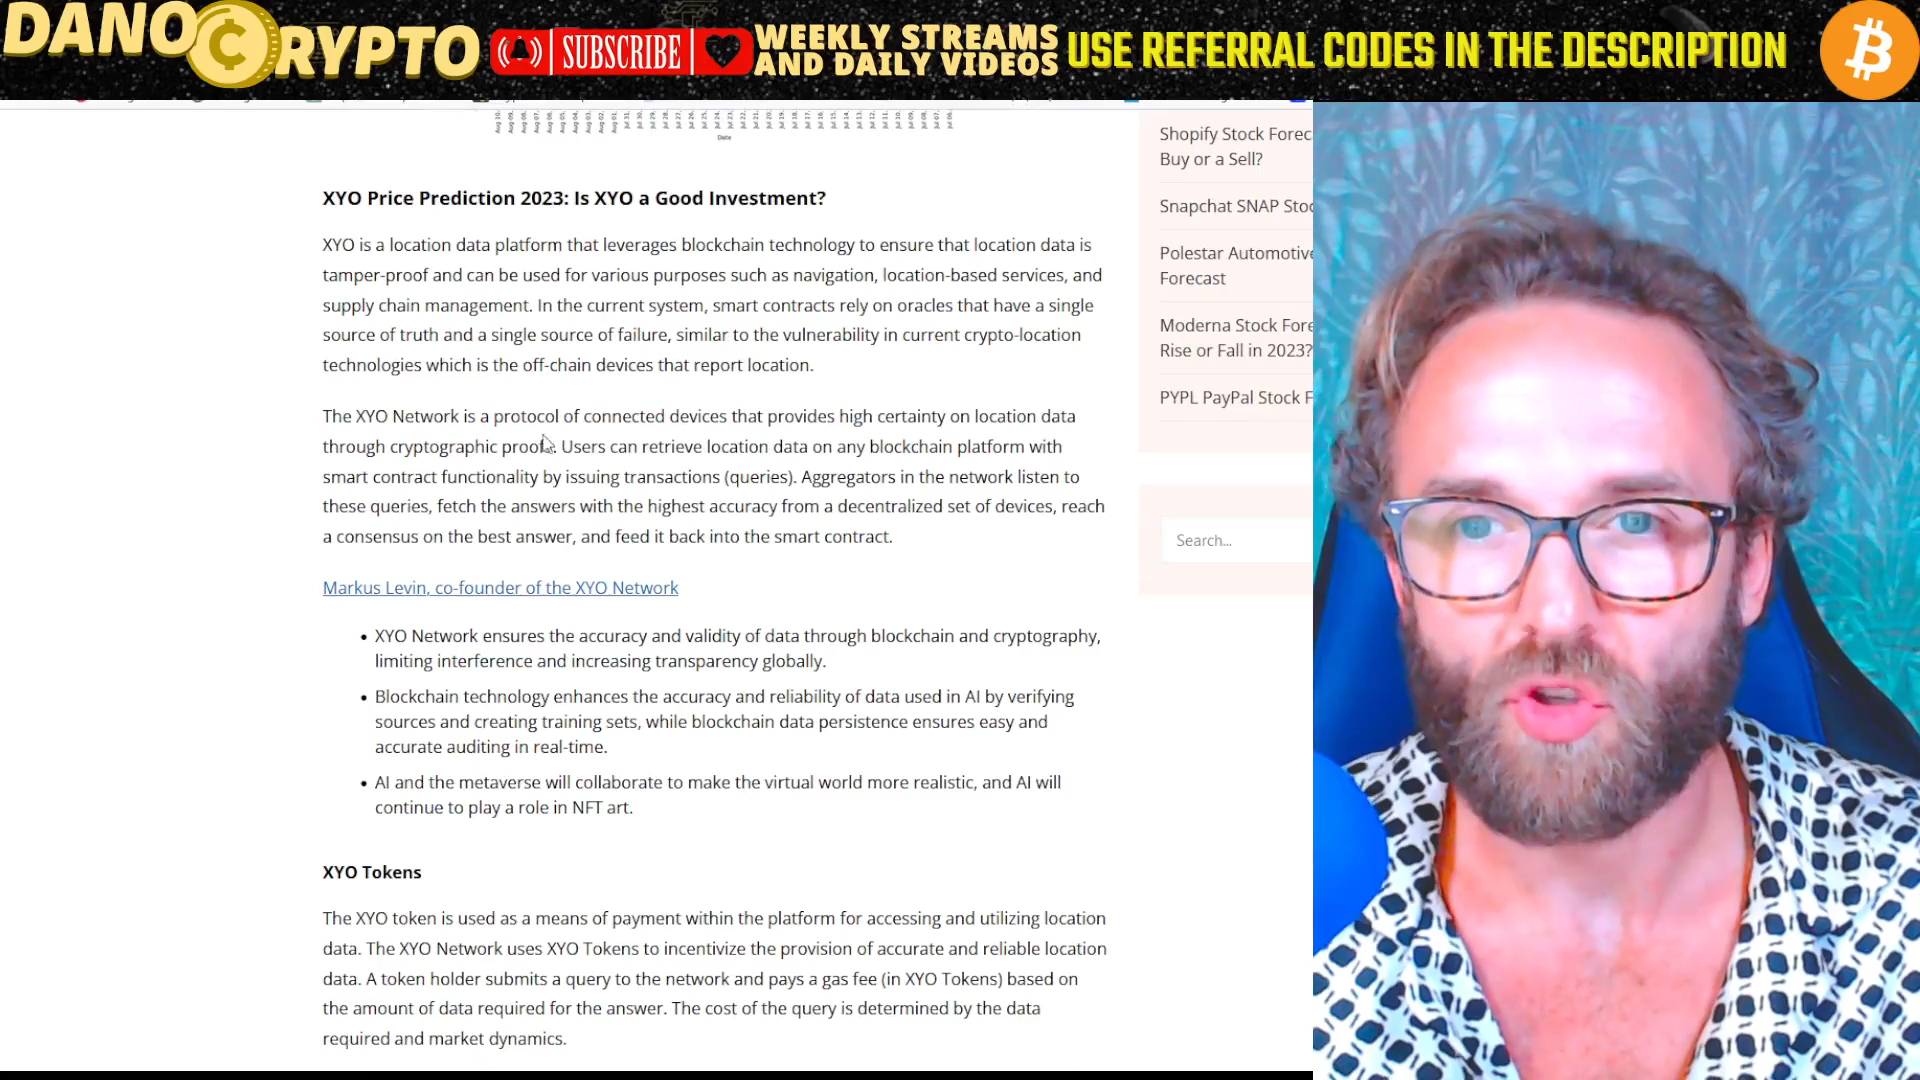 DANO CRYPTO
SUBSCRIBE
WEEKLY STREAMS
AND DAILY VIDEOS
USE REFERRAL CODES IN THE DESCRIPTION
Date
XYO Price Prediction 2023: Is XYO a Good Investment?
XYO is a location data platform that leverages blockchain technology to ensure that location data is
tamper-proof and can be used for various purposes such as navigation, location-based services, and
supply chain management. In the current system, smart contracts rely on oracles that have a single
source of truth and a single source of failure, similar to the vulnerability in current crypto-location
technologies which is the off-chain devices that report location.
The XYO Network is a protocol of connected devices that provides high certainty on location data
through cryptographic proofs. Users can retrieve location data on any blockchain platform with
smart contract functionality by issuing transactions (queries). Aggregators in the network listen to
these queries, fetch the answers with the highest accuracy from a decentralized set of devices, reach
a consensus on the best answer, and feed it back into the smart contract.
Markus Levin, co-founder of the XYO Network
• XYO Network ensures the accuracy and validity of data through blockchain and cryptography,
limiting interference and increasing transparency globally.
• Blockchain technology enhances the accuracy and reliability of data used in AI by verifying
sources and creating training sets, while blockchain data persistence ensures easy and
accurate auditing in real-time.
• AI and the metaverse will collaborate to make the virtual world more realistic, and AI will
continue to play a role in NFT art.
XYO Tokens
The XYO token is used as a means of payment within the platform for accessing and utilizing location
data. The XYO Network uses XYO Tokens to incentivize the provision of accurate and reliable location
data. A token holder submits a query to the network and pays a gas fee (in XYO Tokens) based on
the amount of data required for the answer. The cost of the query is determined by the data
required and market dynamics.
Shopify Stock Forec
Buy or a Sell?
Snapchat SNAP Stoc
Polestar Automotive
Forecast
Moderna Stock Fore
Rise or Fall in 2023?
PYPL PayPal Stock F
Search...